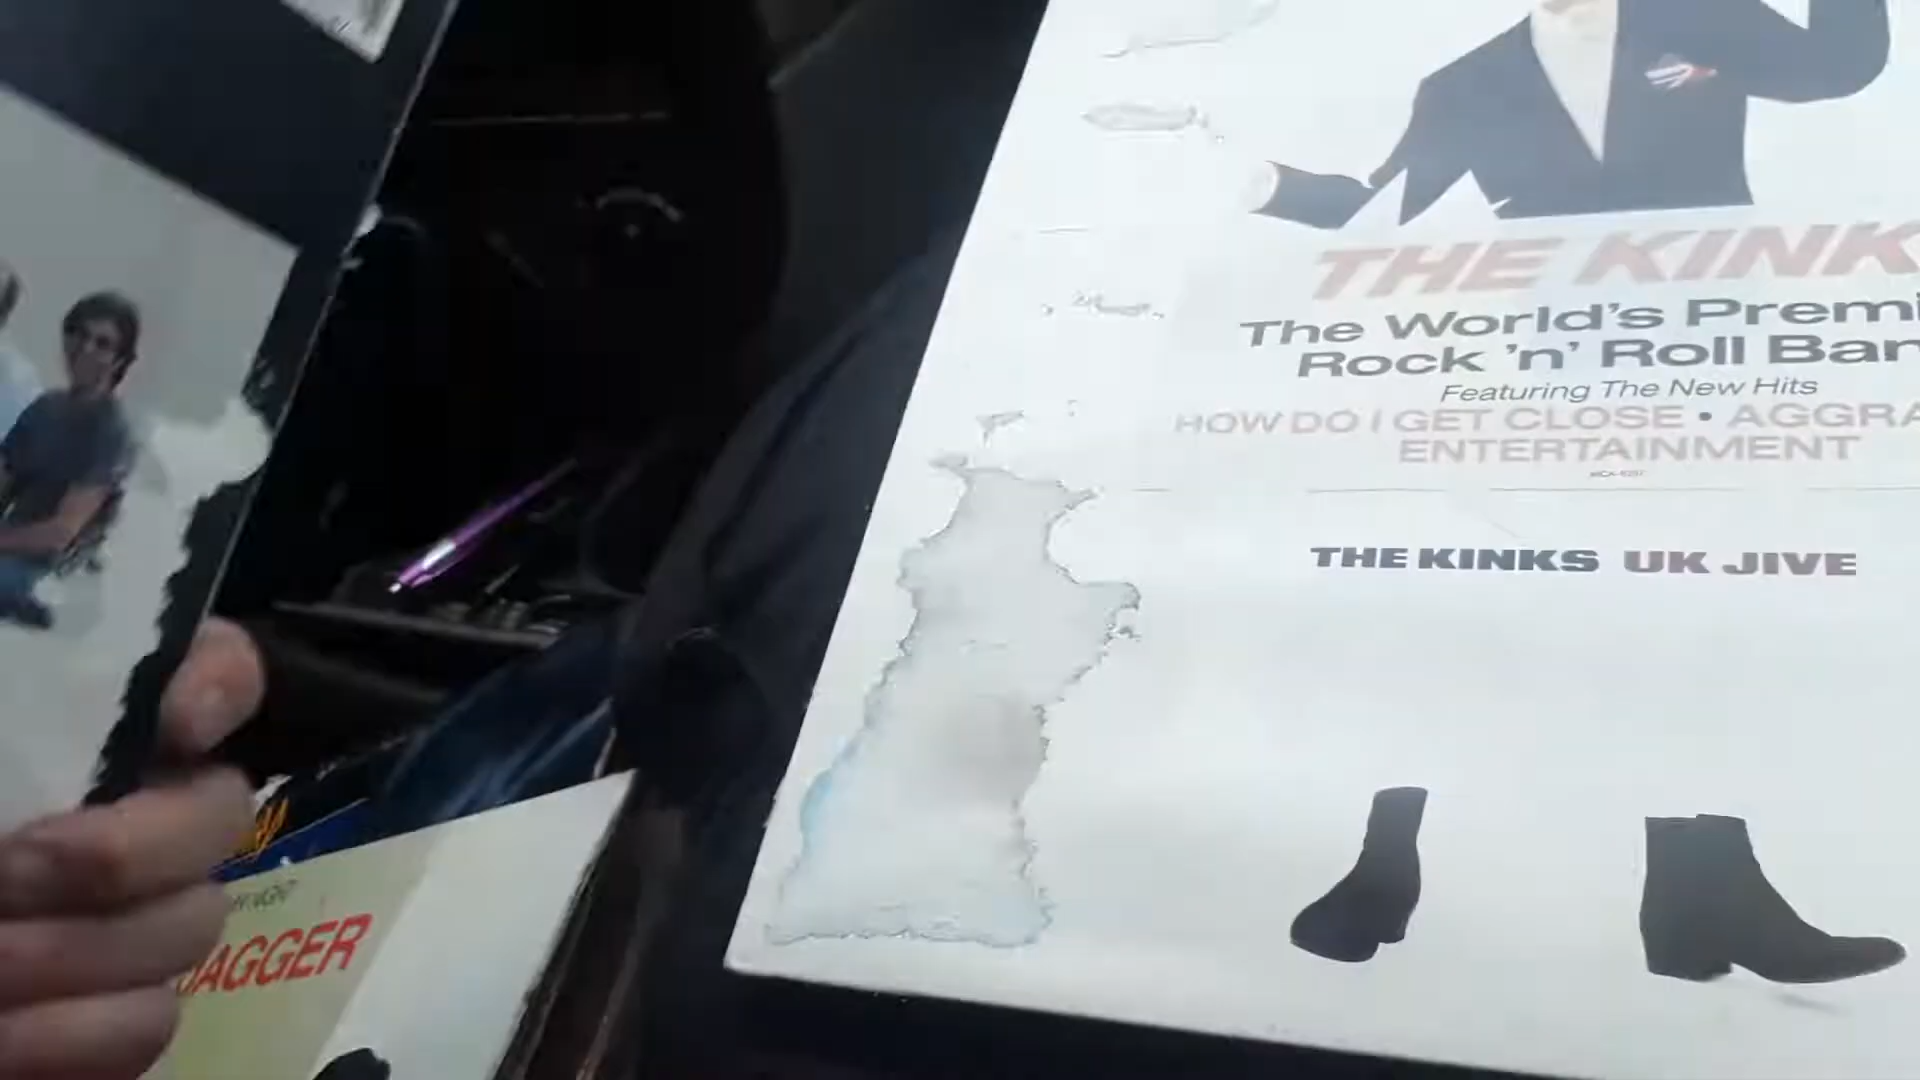 THE KINK
The World's Premi
Rock 'n' Roll Ban
Featuring The New Hits
HOW DO I GET CLOSE • AGGRA
ENTERTAINMENT
THE KINKS UK JIVE
JAGGER